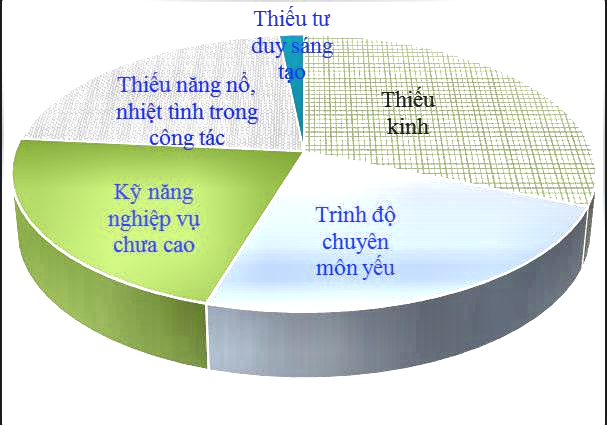 Thiếu tư
duy sáng
tạo
Thiếu năng nổ,
nhiệt tình trong
công tác
Thiếu
kinh
Kỹ năng
nghiệp vụ
chưa cao
Trình độ
chuyên
môn yếu